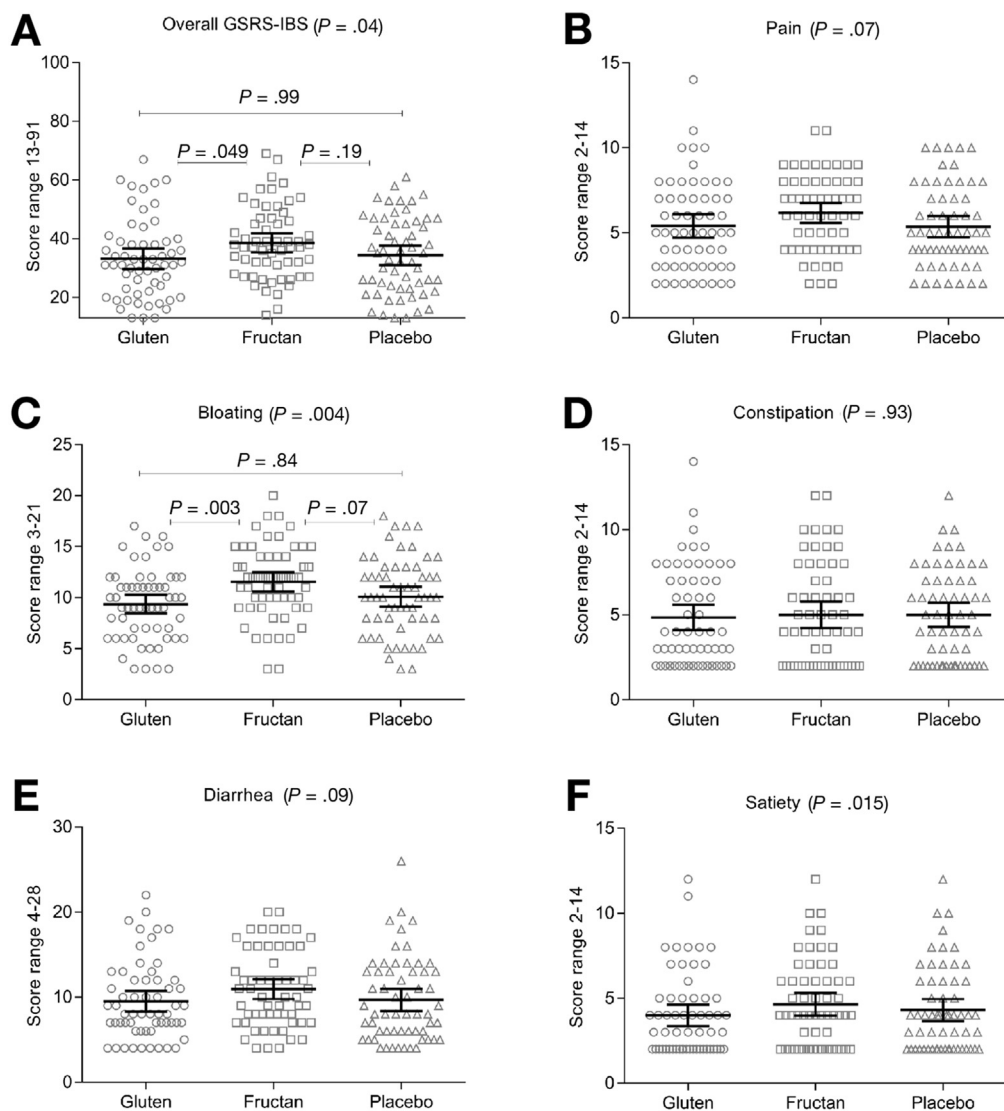 A
Overall GSRS-IBS (P = .04)
Score range 13-91
100
80
60
40
20
P = .99
P = .049
P = .19
Gluten
Fructan
Placebo
B
Pain (P = .07)
Score range 2-14
15
10
5
0
Gluten
Fructan
Placebo
C
Bloating (P = .004)
Score range 3-21
25
20
15
10
5
0
P = .84
P = .003
P = .07
Gluten
Fructan
Placebo
D
Constipation (P = .93)
Score range 2-14
15
10
5
0
Gluten
Fructan
Placebo
E
Diarrhea (P = .09)
Score range 4-28
30
20
10
0
Gluten
Fructan
Placebo
F
Satiety (P = .015)
Score range 2-14
15
10
5
0
Gluten
Fructan
Placebo